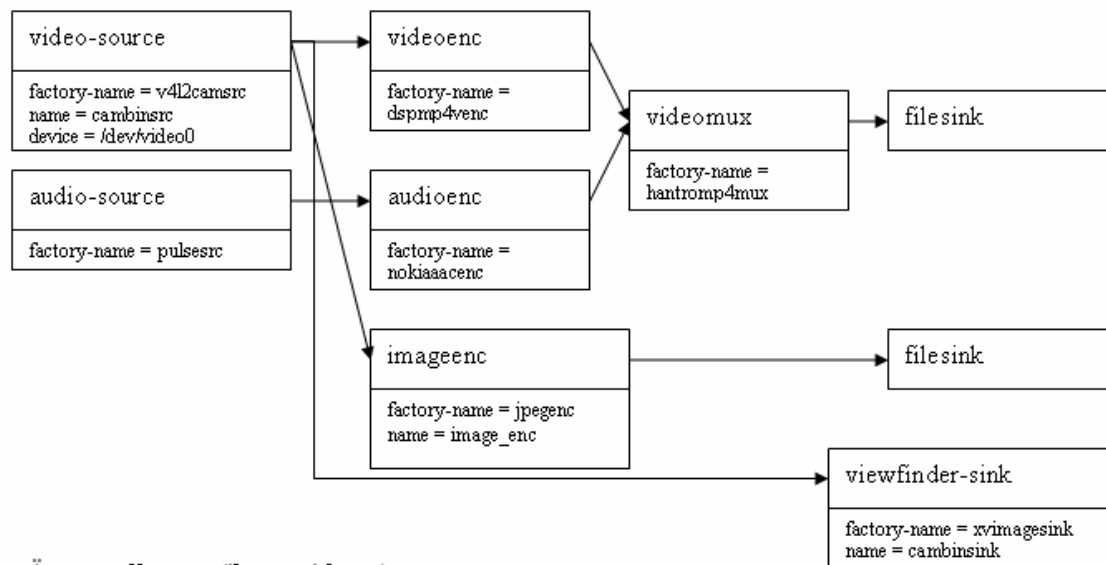 video-source
factory-name = v4l2camsrc
name = cambinsrc
device = /dev/video0
videoenc
factory-name =
dspmp4venc
videomux
factory-name =
hantromp4mux
filesink
audio-source
factory-name = pulsesrc
audioenc
factory-name =
nokiaaacenc
imageenc
factory-name = jpegenc
name = image_enc
filesink
viewfinder-sink
factory-name = xvimagesink
name = cambinsink